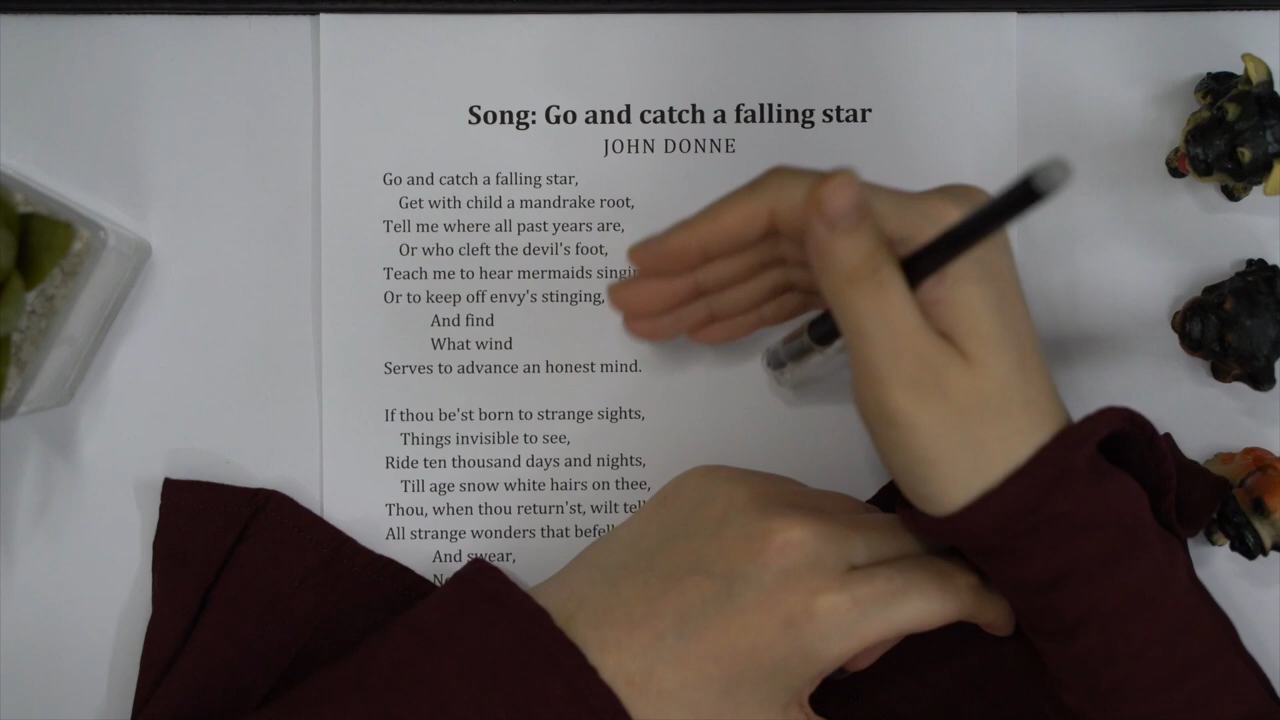 Song: Go and catch a falling star
JOHN DONNE
Go and catch a falling star,
Get with child a mandrake root,
Tell me where all past years are,
Or who cleft the devil's foot,
Teach me to hear mermaids
Or to keep off envy's stinging,
And find
What wind
Serves to advance an honest mind.
If thou be'st born to strange sights,
Things invisible to see,
Ride ten thousand days and nights,
Till age snow white hairs on thee,
Thou, when thou return'st, wilt
All strange wonders that
And swear,